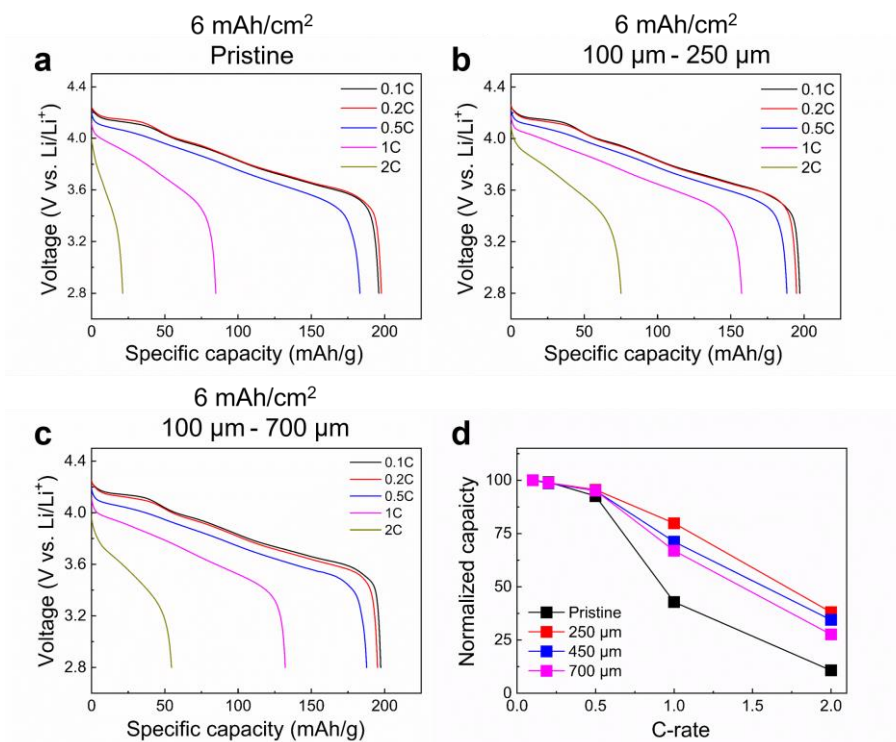 6 mAh/cm²
Pristine
a
4.4
4.0
3.6
3.2
2.8
Voltage (V vs. Li/Li⁺)
0 50 100 150 200
Specific capacity (mAh/g)
0.1C
0.2C
0.5C
1C
2C
6 mAh/cm²
100 µm - 250 µm
b
4.4
4.0
3.6
3.2
2.8
Voltage (V vs. Li/Li⁺)
0 50 100 150 200
Specific capacity (mAh/g)
0.1C
0.2C
0.5C
1C
2C
6 mAh/cm²
100 µm - 700 µm
c
4.4
4.0
3.6
3.2
2.8
Voltage (V vs. Li/Li⁺)
0 50 100 150 200
Specific capacity (mAh/g)
0.1C
0.2C
0.5C
1C
2C
d
100
75
50
25
0
Normalized capaicty
0.0 0.5 1.0 1.5 2.0
C-rate
Pristine
250 µm
450 µm
700 µm